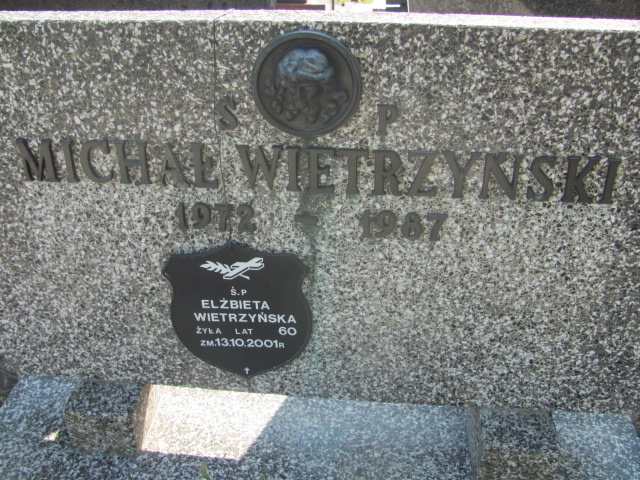 Ś P
MICHAŁ WIETRZYŃSKI
1972 - 1987
Ś.P
ELŻBIETA
WIETRZYŃSKA
ŻYŁA LAT 60
ZM.13.10.2001R